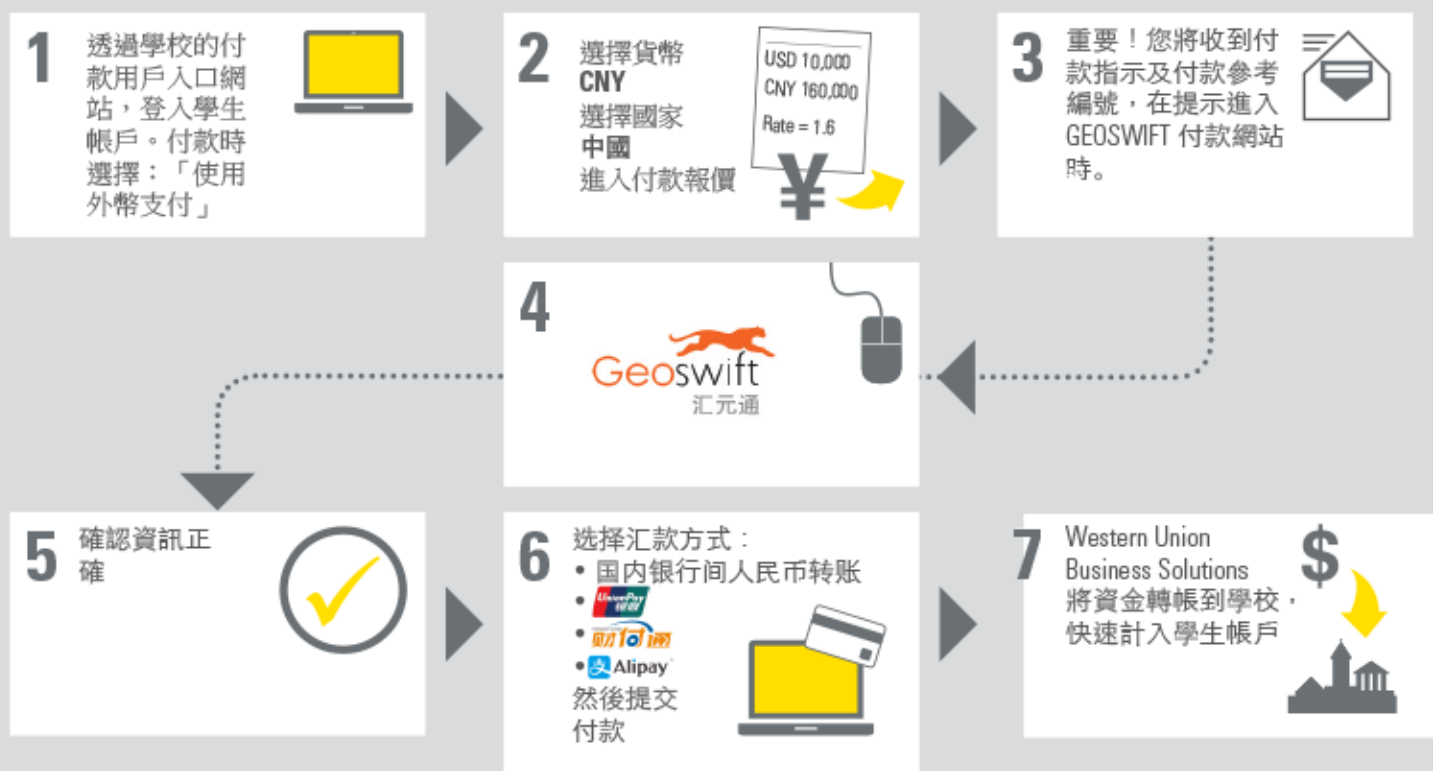 1
透過學校的付
款用戶入口網
站，登入學生
帳戶。付款時
選擇：「使用
外幣支付」
2
選擇貨幣
CNY
選擇國家
中國
進入付款報價
USD 10,000
CNY 160,000
Rate = 1.6
¥
3
重要！您將收到付
款指示及付款參考
編號，在提示進入
GEOSWIFT 付款網站
時。
4
Geoswift
汇元通
5
確認資訊正
確
6
选择汇款方式：
• 国内银行间人民币转账
• UnionPay 银联
• 财付通
• 支 Alipay
然後提交
付款
7
Western Union
Business Solutions
將資金轉帳到學校，
快速計入學生帳戶
$